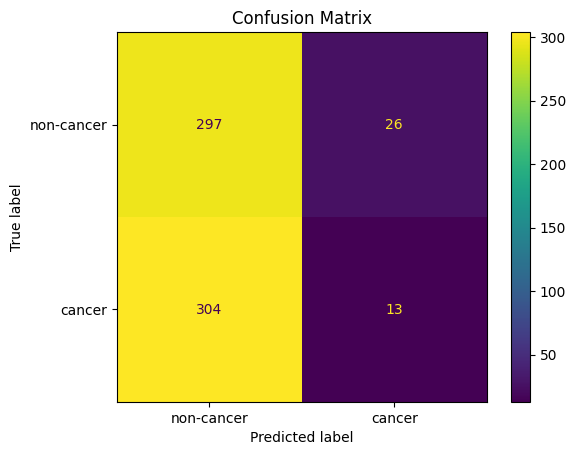 Confusion Matrix
non-cancer
cancer
True label
297
26
304
13
non-cancer
cancer
Predicted label
300
250
200
150
100
50